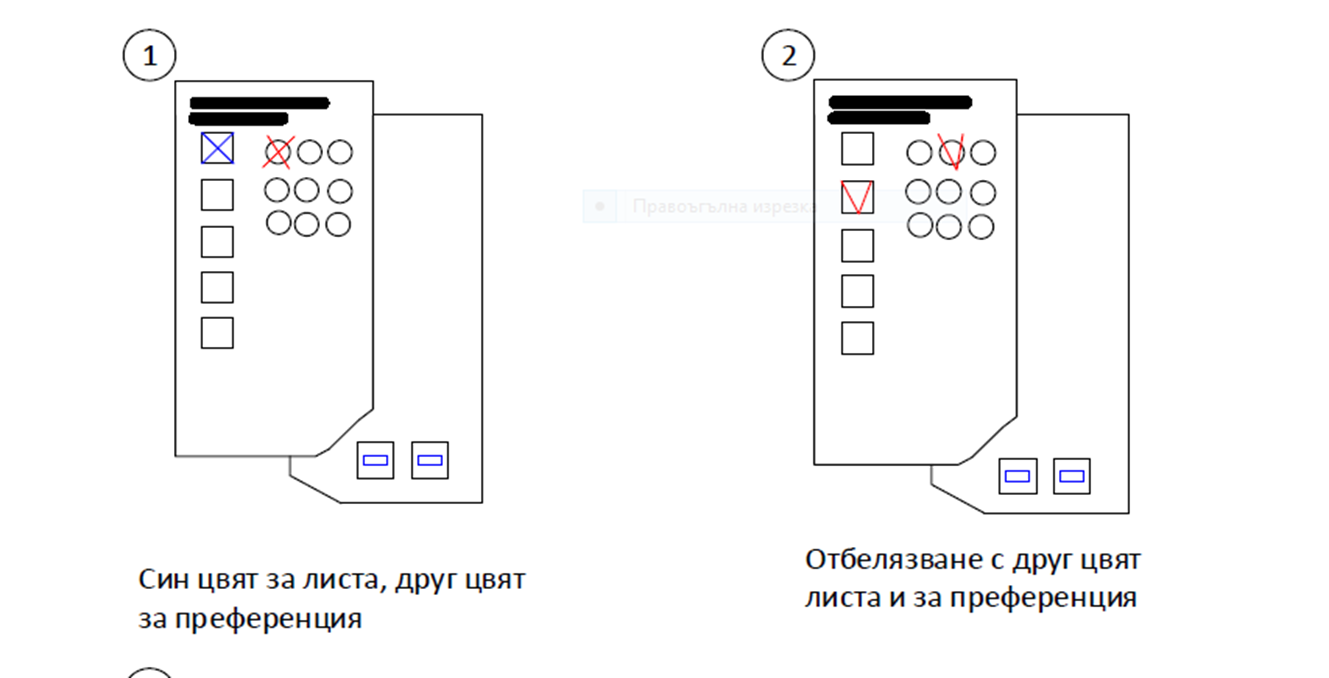 1
2
Правоъгълна изрезка
Син цвят за листа, друг цвят
за преференция
Отбелязване с друг цвят
листа и за преференция